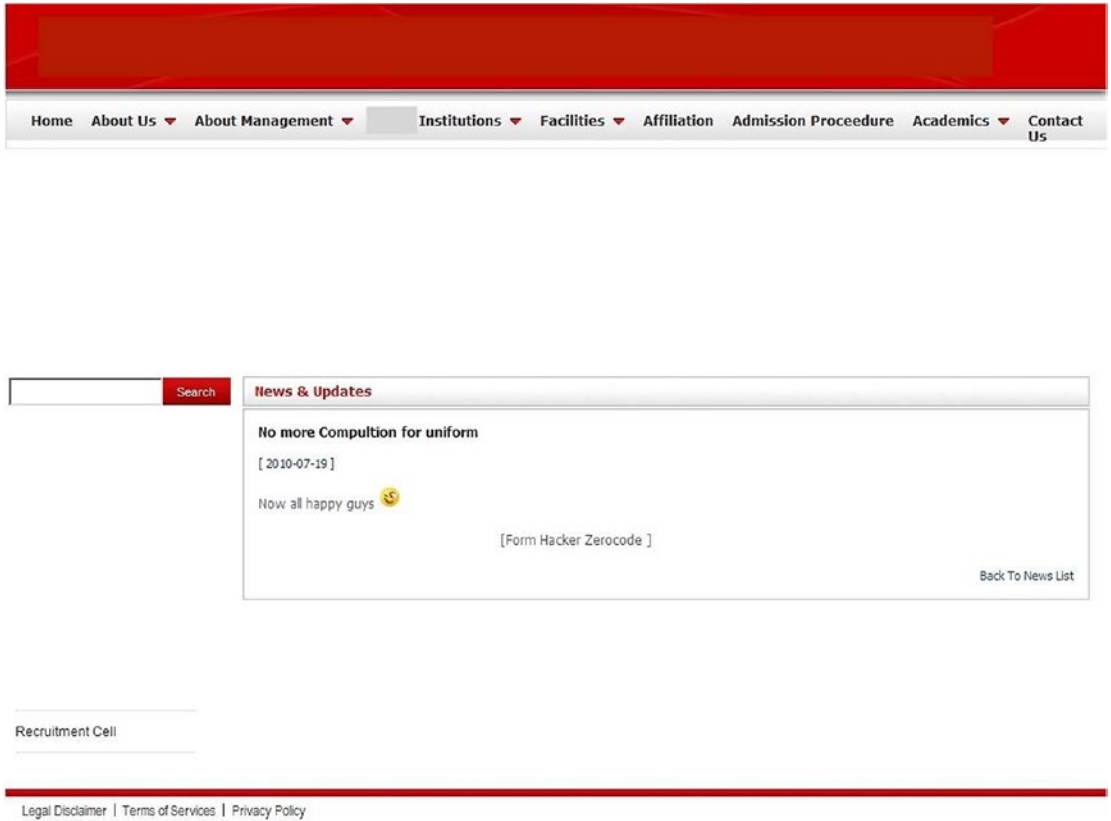 Home About Us About Management Institutions Facilities Affiliation Admission Proceedure Academics Contact Us
Search
News & Updates
No more Compultion for uniform
[ 2010-07-19 ]
Now all happy guys
[Form Hacker Zerocode ]
Back To News List
Recruitment Cell
Legal Disclaimer | Terms of Services | Privacy Policy